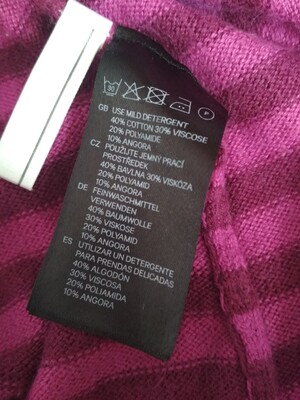 30
P
GB USE MILD DETERGENT
40% COTTON 30% VISCOSE
20% POLYAMIDE
10% ANGORA
CZ POUŽIJTE JEMNÝ PRACÍ
PROSTŘEDEK
40% BAVLNA 30% VISKÓZA
20% POLYAMID
10% ANGORA
DE FEINWASCHMITTEL
VERWENDEN
40% BAUMWOLLE
30% VISKOSE
20% POLYAMID
10% ANGORA
ES UTILIZAR UN DETERGENTE
PARA PRENDAS DELICADAS
40% ALGODÓN
30% VISCOSA
20% POLIAMIDA
10% ANGORA